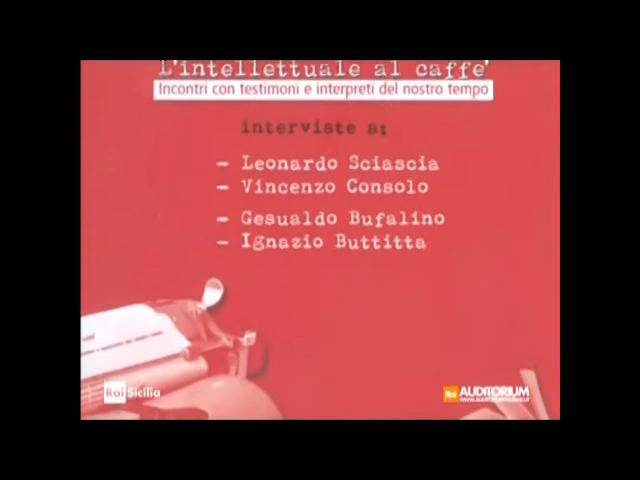 L'intellettuale al caffe'
Incontri con testimoni e interpreti del nostro tempo
interviste a:
– Leonardo Sciascia
– Vincenzo Consolo
– Gesualdo Bufalino
– Ignazio Buttitta
Rai Sicilia
Rai AUDITORIUM